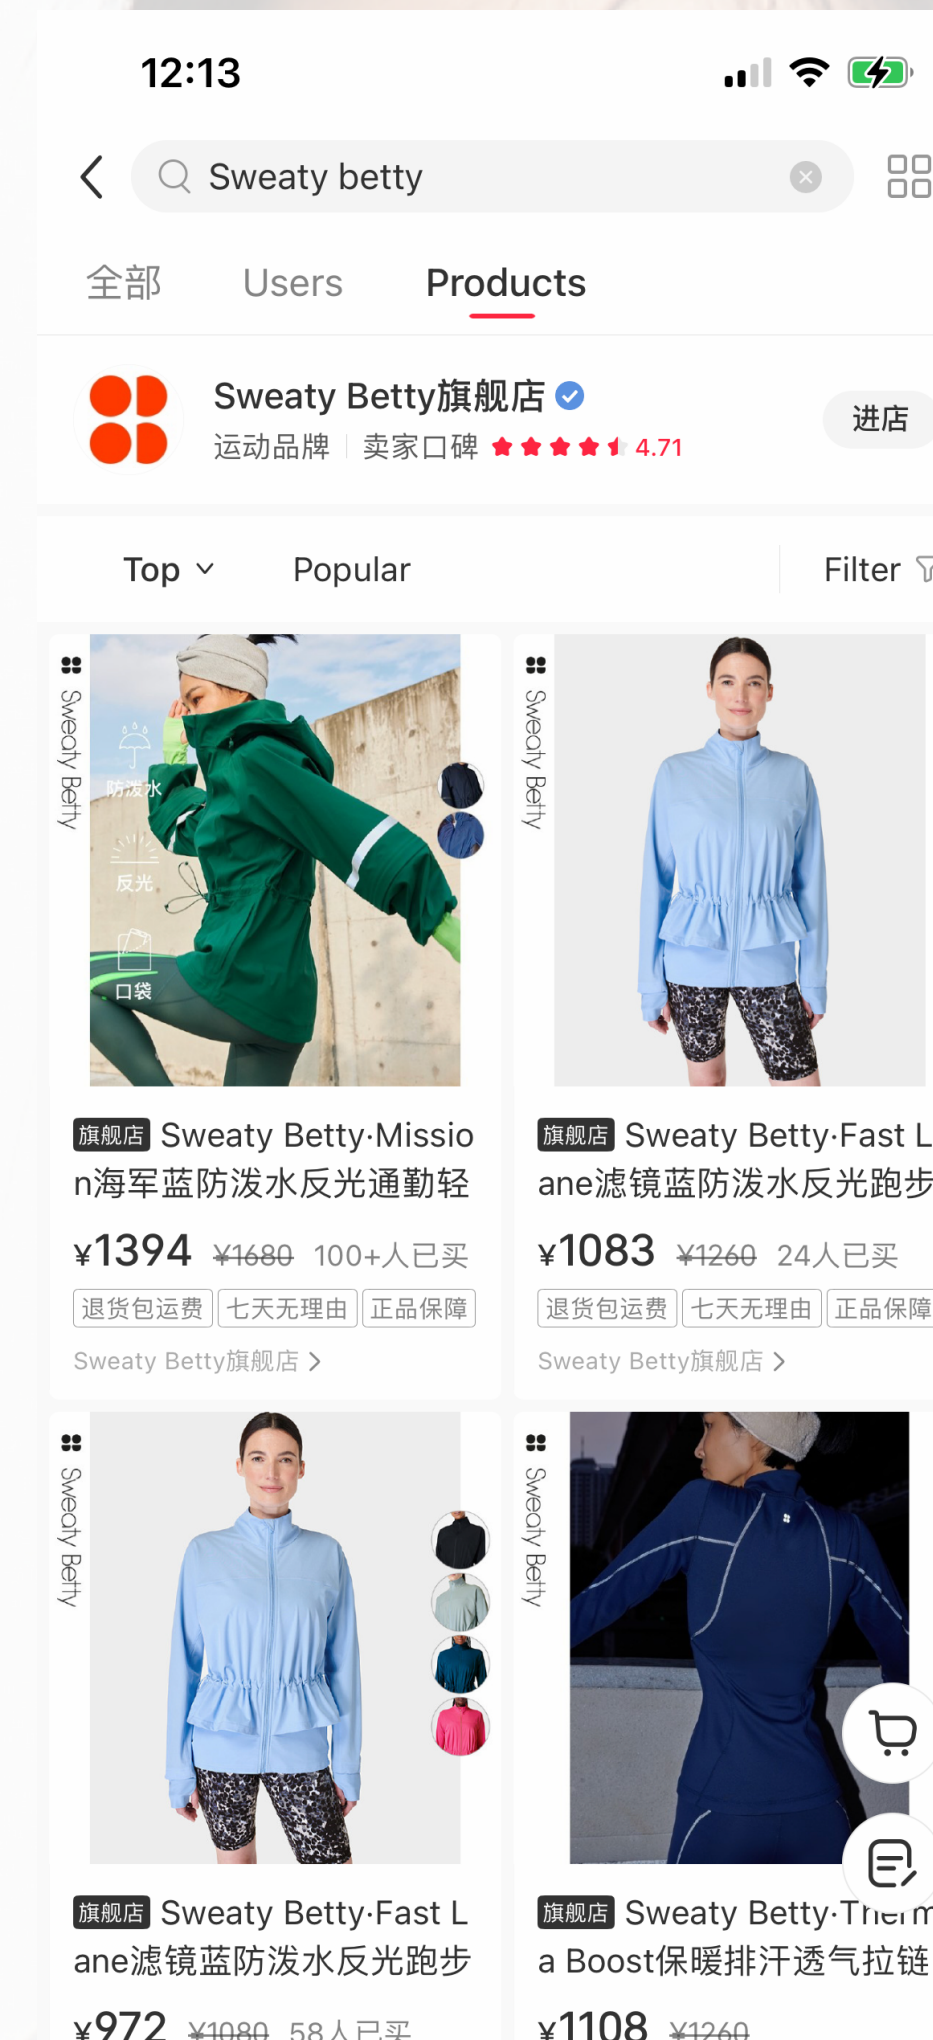 12:13
Sweaty betty
全部 Users Products
Sweaty Betty旗舰店
运动品牌 卖家口碑 4.71
进店
Top Popular Filter
Sweaty Betty
防泼水
反光
口袋
Sweaty Betty
旗舰店 Sweaty Betty·Missio
n海军蓝防泼水反光通勤轻
¥1394 ¥1680 100+人已买
退货包运费 七天无理由 正品保障
Sweaty Betty旗舰店
旗舰店 Sweaty Betty·Fast L
ane滤镜蓝防泼水反光跑步
¥1083 ¥1260 24人已买
退货包运费 七天无理由 正品保障
Sweaty Betty旗舰店
Sweaty Betty
Sweaty Betty
旗舰店 Sweaty Betty·Fast L
ane滤镜蓝防泼水反光跑步
¥972 ¥1080 58人已买
旗舰店 Sweaty Betty·Therm
a Boost保暖排汗透气拉链
¥1108 ¥1260